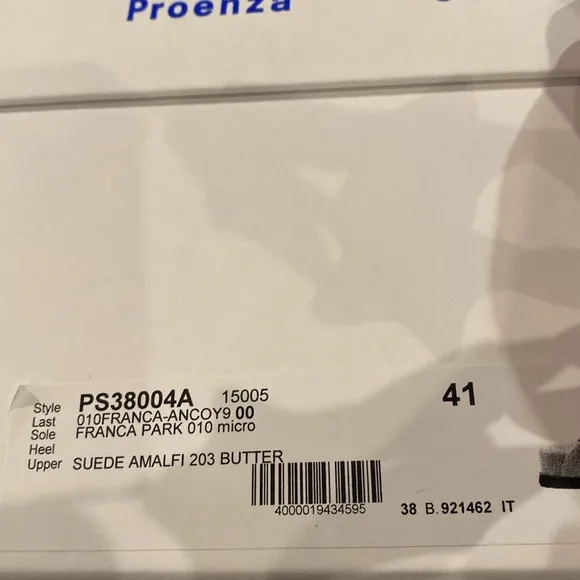 Proenza
Style PS38004A 15005 41
Last 010FRANCA-ANCOY9 00
Sole FRANCA PARK 010 micro
Heel
Upper SUEDE AMALFI 203 BUTTER
4000019434595 38 B. 921462 IT